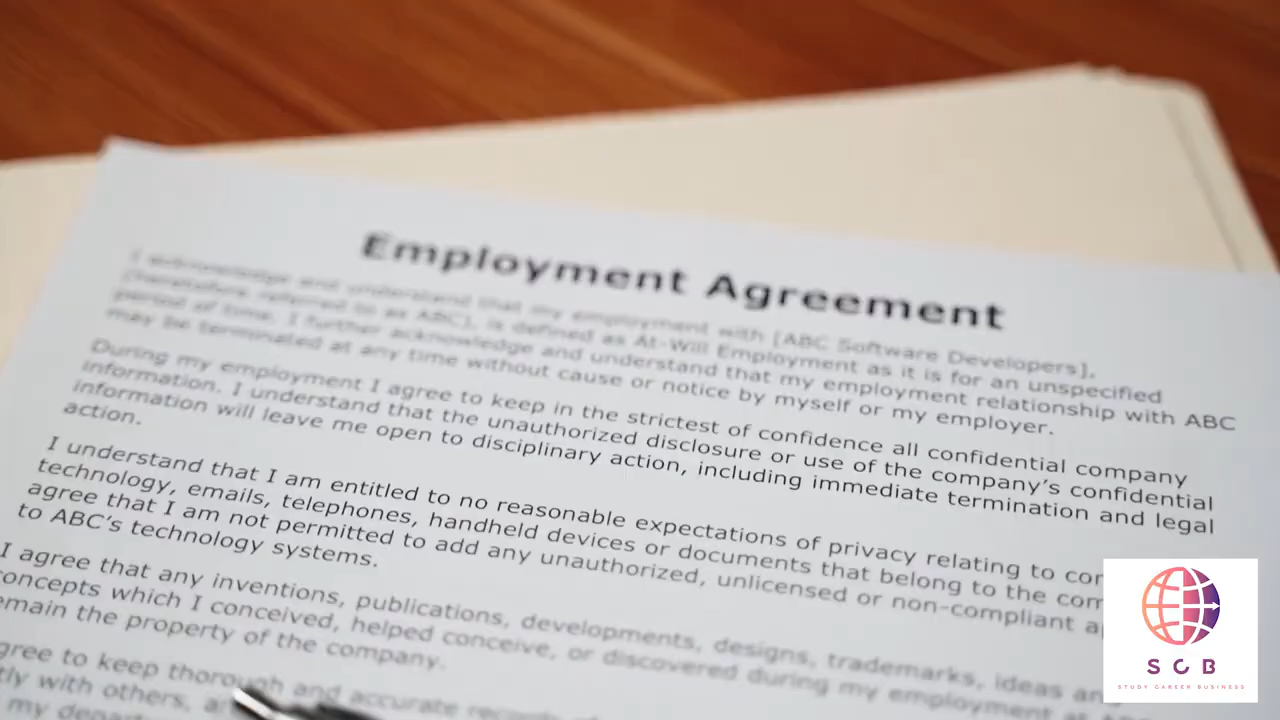 Employment Agreement
I acknowledge and understand that my employment with [ABC Software Developers],
(hereinafter referred to as ABC), is defined as At-Will Employment as it is for an unspecified
period of time. I further acknowledge and understand that my employment relationship with ABC
may be terminated at any time without cause or notice by myself or my employer.
During my employment I agree to keep in the strictest of confidence all confidential company
information. I understand that the unauthorized disclosure or use of the company's confidential
information will leave me open to disciplinary action, including immediate termination and legal
action.
I understand that I am entitled to no reasonable expectations of privacy relating to
technology, emails, telephones, handheld devices or documents that belong to the
agree that I am not permitted to add any unauthorized, unlicensed or non-compliant
to ABC's technology systems.
I agree that any inventions, publications, developments, designs, trademarks, ideas
concepts which I conceived, helped conceive, or discovered during my employment
emain the property of the company.
gree to keep thorough and accurate records
tly with others,
my
SCB
STUDY CAREER BUSINESS